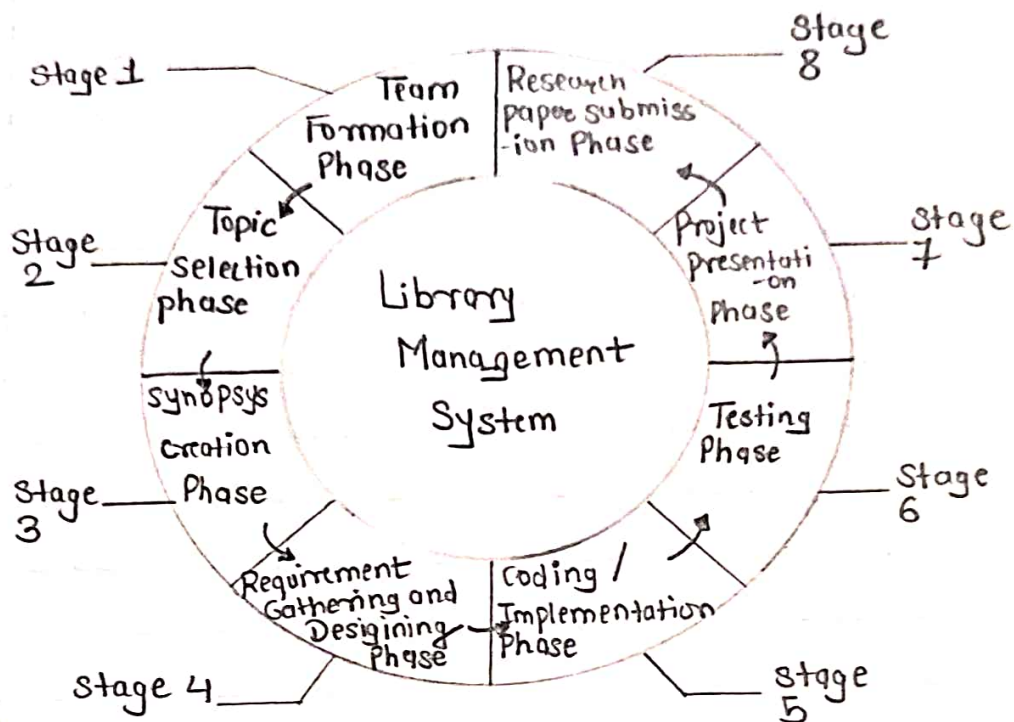 Stage 1
Team
Formation
Phase
Stage
2
Topic
Selection
phase
Stage
3
Synopsys
Creation
Phase
Stage 4
Requirement
Gathering and
Desigining
Phase
Stage
5
Coding /
Implementation
Phase
Stage
6
Testing
Phase
Stage
7
Project
presentati
-on
Phase
Stage
8
Research
paper submiss
-ion Phase
Library
Management
System